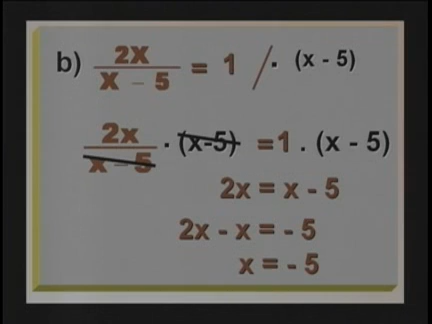 b) 2x / x - 5 = 1 / · (x - 5)
2x / x - 5 · (x-5) = 1 . (x - 5)
2x = x - 5
2x - x = - 5
x = - 5